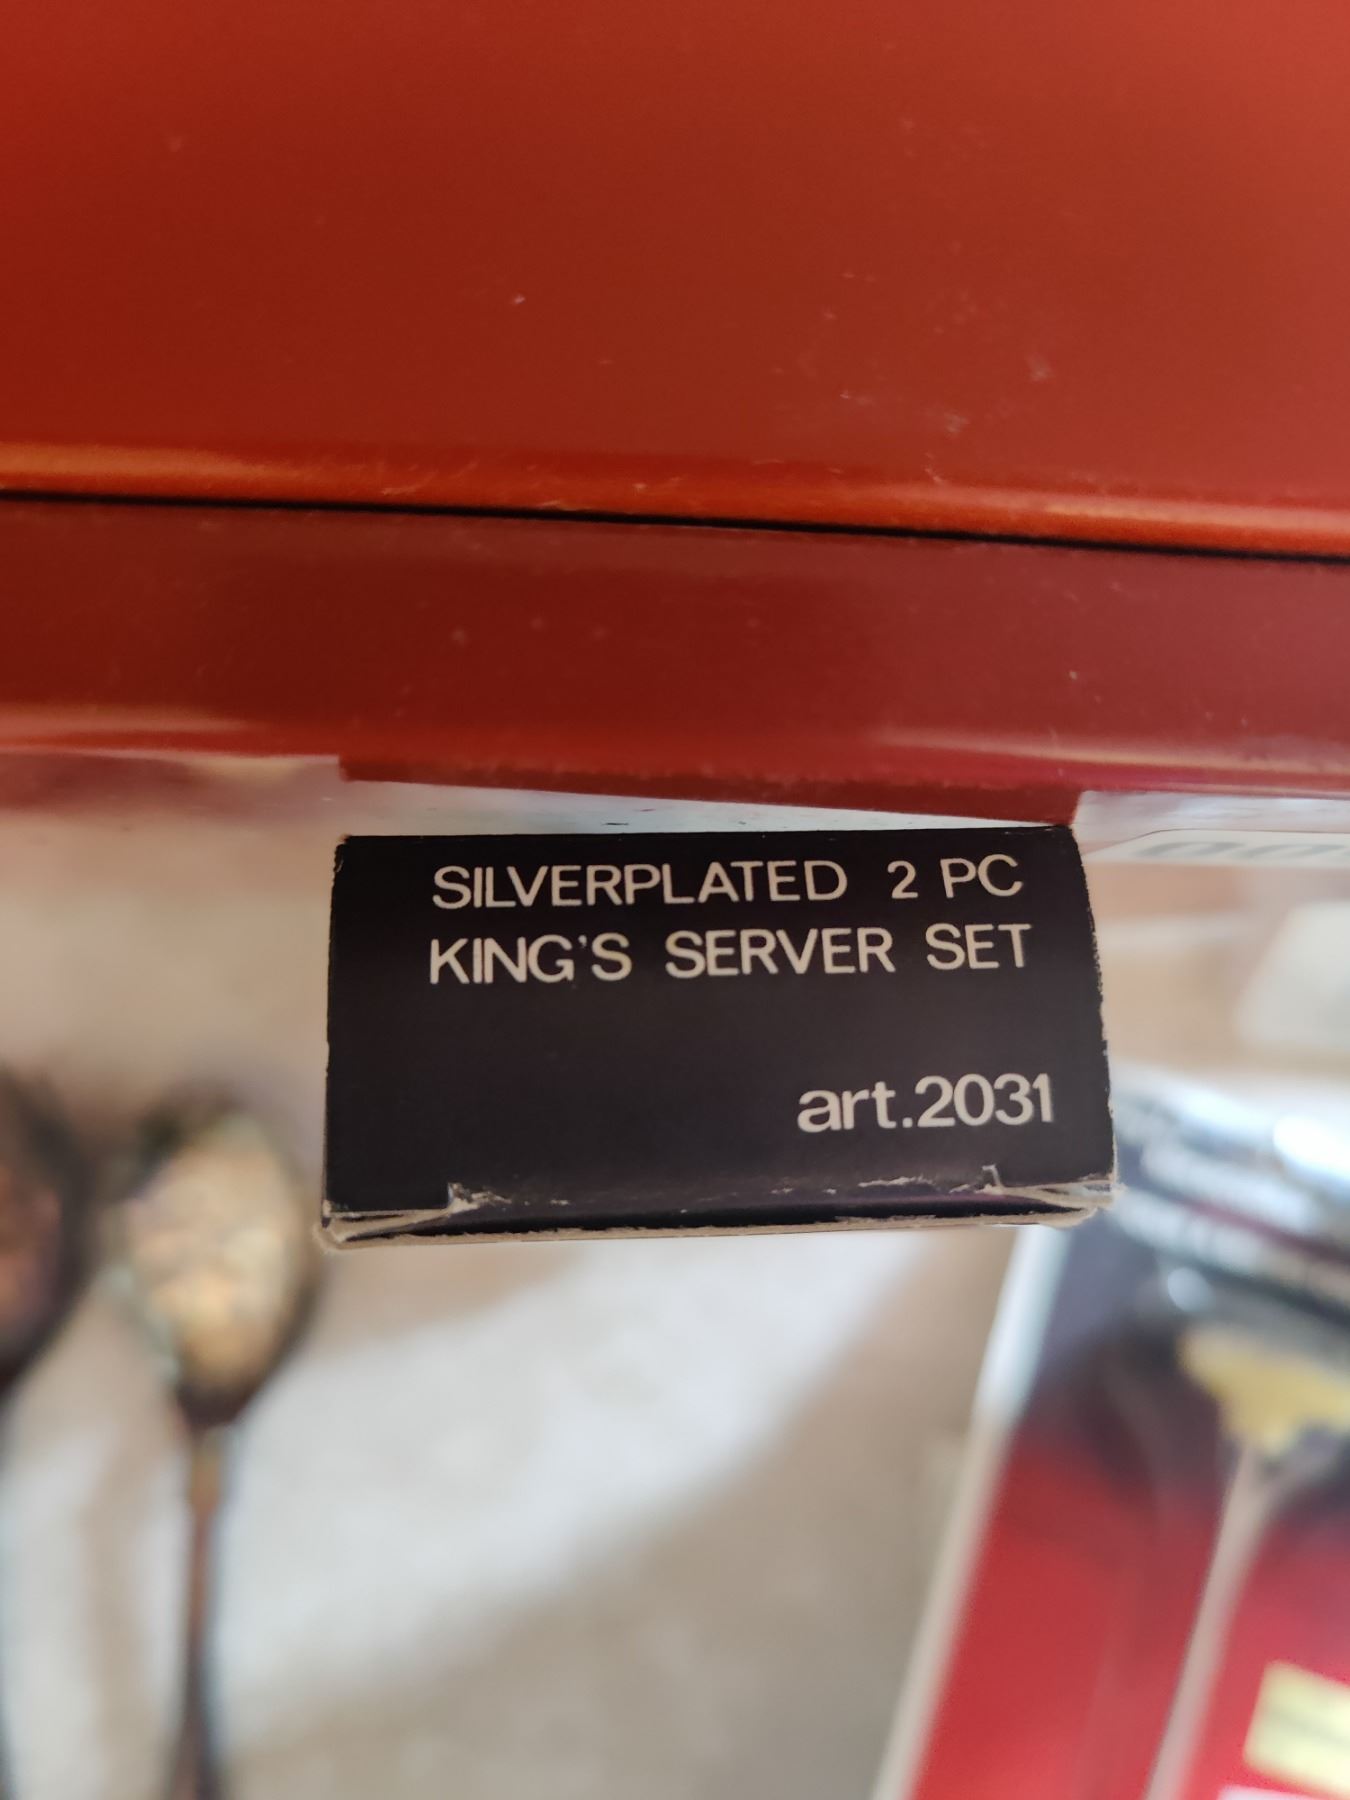 SILVERPLATED 2 PC
KING'S SERVER SET
art.2031